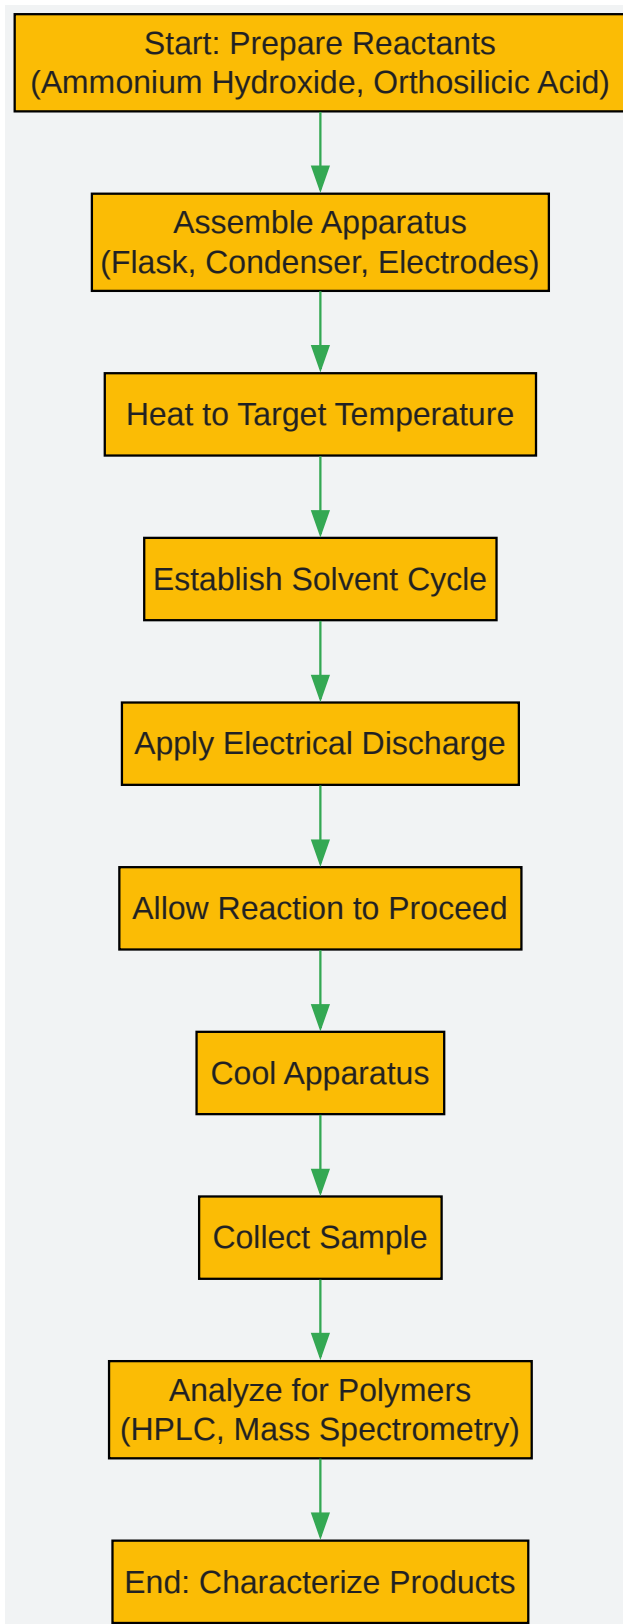 Start: Prepare Reactants
(Ammonium Hydroxide, Orthosilicic Acid)
Assemble Apparatus
(Flask, Condenser, Electrodes)
Heat to Target Temperature
Establish Solvent Cycle
Apply Electrical Discharge
Allow Reaction to Proceed
Cool Apparatus
Collect Sample
Analyze for Polymers
(HPLC, Mass Spectrometry)
End: Characterize Products